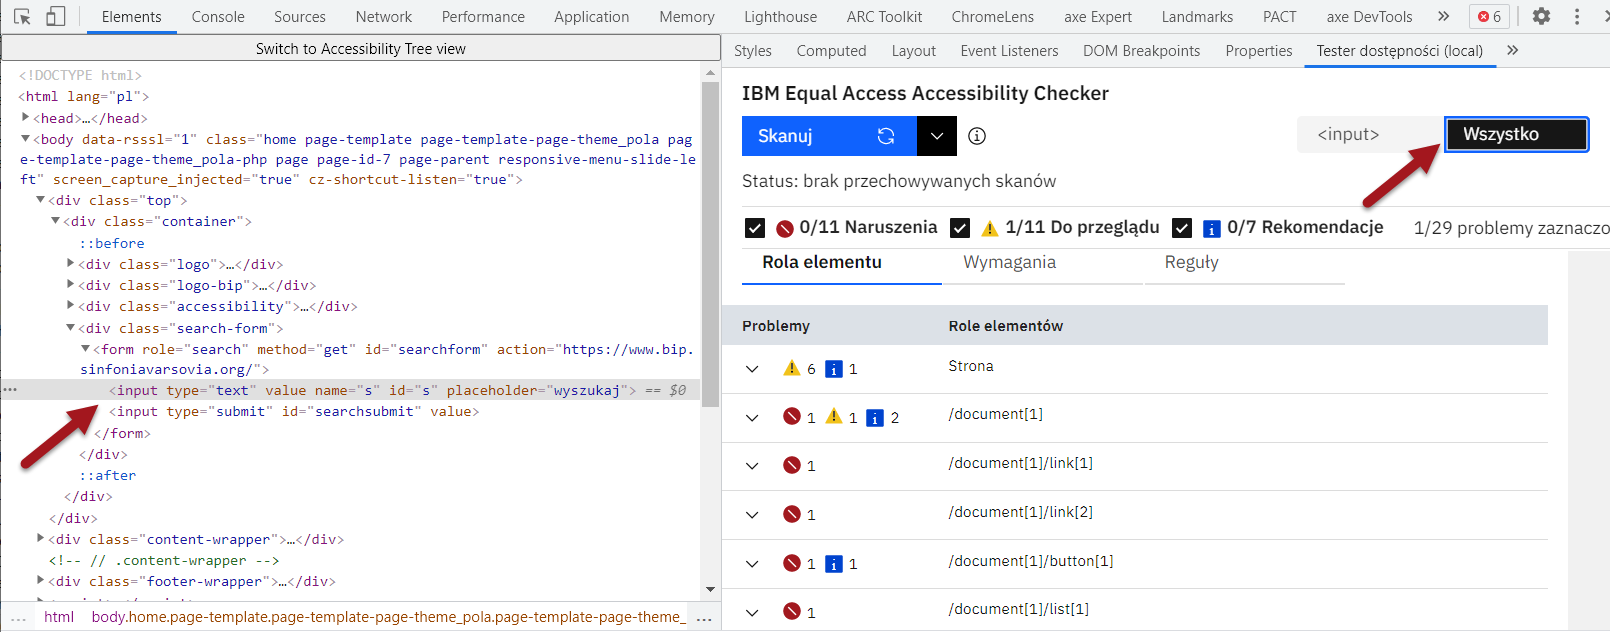 Elements Console Sources Network Performance Application Memory Lighthouse ARC Toolkit ChromeLens axe Expert Landmarks PACT axe DevTools » 6
Switch to Accessibility Tree view
<!DOCTYPE html>
<html lang="pl">
<head>…</head>
<body data-rsssl="1" class="home page-template page-template-page-theme_pola pag
e-template-page-theme_pola-php page page-id-7 page-parent responsive-menu-slide-le
ft" screen_capture_injected="true" cz-shortcut-listen="true">
<div class="top">
<div class="container">
::before
<div class="logo">…</div>
<div class="logo-bip">…</div>
<div class="accessibility">…</div>
<div class="search-form">
<form role="search" method="get" id="searchform" action="https://www.bip.
sinfoniavarsovia.org/">
<input type="text" value name="s" id="s" placeholder="wyszukaj"> == $0
<input type="submit" id="searchsubmit" value>
</form>
</div>
::after
</div>
</div>
<div class="content-wrapper">…</div>
<!-- // .content-wrapper -->
<div class="footer-wrapper">…</div>
... html body.home.page-template.page-template-page-theme_pola.page-template-page-theme_ ...
Styles Computed Layout Event Listeners DOM Breakpoints Properties Tester dostępności (local) »
IBM Equal Access Accessibility Checker
Skanuj <input> Wszystko
Status: brak przechowywanych skanów
0/11 Naruszenia 1/11 Do przeglądu 0/7 Rekomendacje 1/29 problemy zaznaczo
Rola elementu Wymagania Reguły
Problemy Role elementów
6 1 Strona
1 1 2 /document[1]
1 /document[1]/link[1]
1 /document[1]/link[2]
1 1 /document[1]/button[1]
1 /document[1]/list[1]